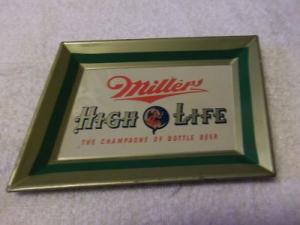 Miller
High Life
THE CHAMPAGNE OF BOTTLE BEER